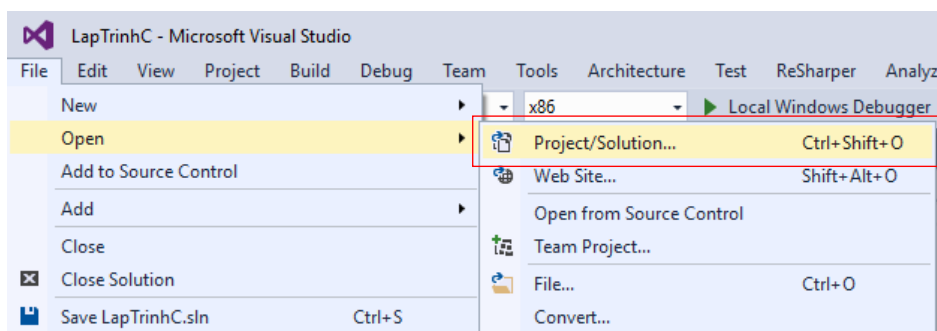 LapTrinhC - Microsoft Visual Studio
File Edit View Project Build Debug Team Tools Architecture Test ReSharper Analyz
New x86 Local Windows Debugger
Open Project/Solution... Ctrl+Shift+O
Add to Source Control Web Site... Shift+Alt+O
Add Open from Source Control
Close Team Project...
Close Solution File... Ctrl+O
Save LapTrinhC.sln Ctrl+S Convert...